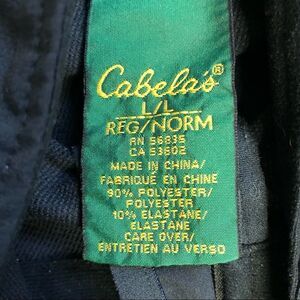 Cabela's®
L/L
REG/NORM
RN 56835
CA 53602
MADE IN CHINA/
FABRIQUÉ EN CHINE
90% POLYESTER/
POLYESTER
10% ELASTANE/
ÉLASTANE
CARE OVER/
ENTRETIEN AU VERSO